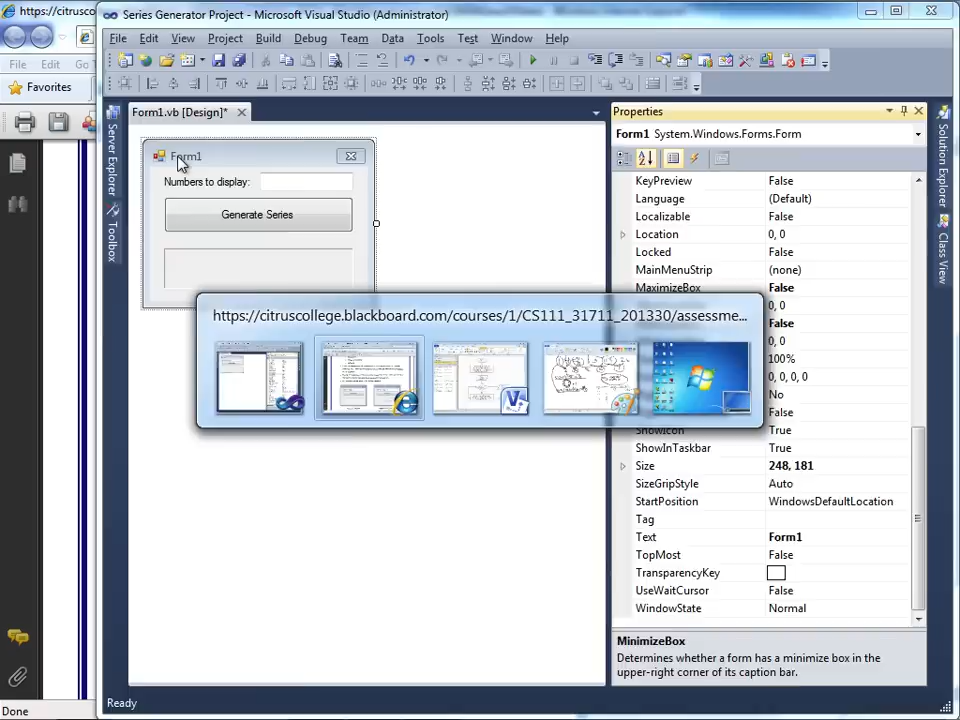 https://citrusco
Series Generator Project - Microsoft Visual Studio (Administrator)
File Edit View Project Build Debug Team Data Tools Test Window Help
File Edit Go
Favorites
Form1.vb [Design]*
Server Explorer
Toolbox
Form1
Numbers to display:
Generate Series
https://citruscollege.blackboard.com/courses/1/CS111_31711_201330/assessme...
Properties
Form1 System.Windows.Forms.Form
KeyPreview False
Language (Default)
Localizable False
Location 0, 0
Locked False
MainMenuStrip (none)
MaximizeBox False
0, 0
False
100%
0, 0, 0, 0
No
False
ShowIcon True
ShowInTaskbar True
Size 248, 181
SizeGripStyle Auto
StartPosition WindowsDefaultLocation
Tag
Text Form1
TopMost False
TransparencyKey
UseWaitCursor False
WindowState Normal
MinimizeBox
Determines whether a form has a minimize box in the
upper-right corner of its caption bar.
Solution Explorer
Class View
Ready
Done